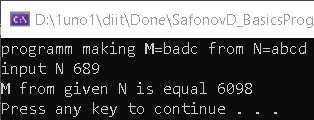 D:\1uno1\diit\Done\SafonovD_BasicsProg
programm making M=badc from N=abcd
input N 689
M from given N is equal 6098
Press any key to continue . . .